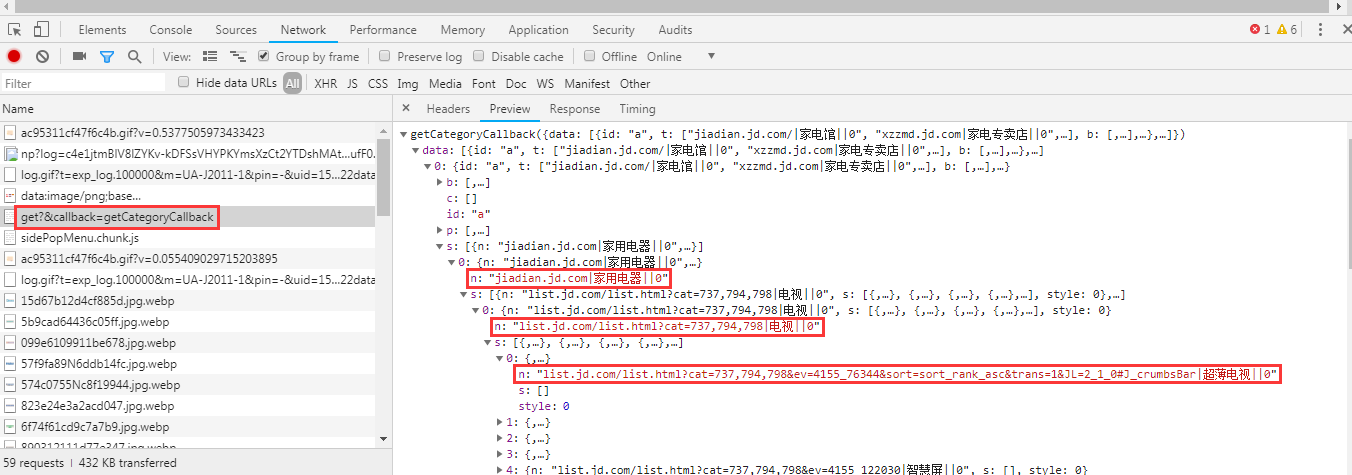 Elements Console Sources Network Performance Memory Application Security Audits 1 6
View: Group by frame Preserve log Disable cache Offline Online
Filter Hide data URLs All XHR JS CSS Img Media Font Doc WS Manifest Other
Name
ac95311cf47f6c4b.gif?v=0.5377505973433423
np?log=c4e1jtmBIV8IZYKv-kDFSsVHYPKYmsXzCt2YTDshMAt…ufF0.
log.gif?t=exp_log.100000&m=UA-J2011-1&pin=-&uid=15…22data
data:image/png;base…
get?&callback=getCategoryCallback
sidePopMenu.chunk.js
ac95311cf47f6c4b.gif?v=0.055409029715203895
log.gif?t=exp_log.100000&m=UA-J2011-1&pin=-&uid=15…22data
15d67b12d4cf885d.jpg.webp
5b9cad64436c05ff.jpg.webp
099e6109911be678.jpg.webp
57f9fa89N6ddb14fc.jpg.webp
574c0755Nc8f19944.jpg.webp
823e24e3a2acd047.jpg.webp
6f74f61cd9c7a7b9.jpg.webp
890312111d77e347.jpg.webp
59 requests | 432 KB transferred
× Headers Preview Response Timing
getCategoryCallback({data: [{id: "a", t: ["jiadian.jd.com/|家电馆||0", "xzzmd.jd.com|家电专卖店||0",…], b: [,…],…},…]})
data: [{id: "a", t: ["jiadian.jd.com/|家电馆||0", "xzzmd.jd.com|家电专卖店||0",…], b: [,…],…},…]
0: {id: "a", t: ["jiadian.jd.com/|家电馆||0", "xzzmd.jd.com|家电专卖店||0",…], b: [,…],…}
b: [,…]
c: []
id: "a"
p: [,…]
s: [{n: "jiadian.jd.com|家用电器||0",…}]
0: {n: "jiadian.jd.com|家用电器||0",…}
n: "jiadian.jd.com|家用电器||0"
s: [{n: "list.jd.com/list.html?cat=737,794,798|电视||0", s: [{,…}, {,…}, {,…}, {,…},…], style: 0},…]
0: {n: "list.jd.com/list.html?cat=737,794,798|电视||0", s: [{,…}, {,…}, {,…}, {,…},…], style: 0}
n: "list.jd.com/list.html?cat=737,794,798|电视||0"
s: [{,…}, {,…}, {,…}, {,…},…]
0: {,…}
n: "list.jd.com/list.html?cat=737,794,798&ev=4155_76344&sort=sort_rank_asc&trans=1&JL=2_1_0#J_crumbsBar|超薄电视||0"
s: []
style: 0
1: {,…}
2: {,…}
3: {,…}
4: {n: "list.jd.com/list.html?cat=737,794,798&ev=4155_122030|智慧屏||0", s: [], style: 0}